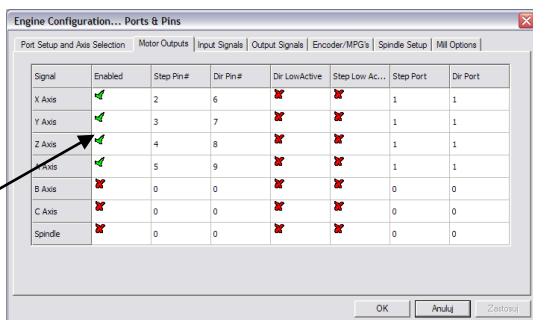 Engine Configuration... Ports & Pins
Port Setup and Axis Selection Motor Outputs Input Signals Output Signals Encoder/MPG's Spindle Setup Mill Options
Signal Enabled Step Pin# Dir Pin# Dir LowActive Step Low Ac... Step Port Dir Port
X Axis 2 6 1 1
Y Axis 3 7 1 1
Z Axis 4 8 1 1
A Axis 5 9 1 1
B Axis 0 0 0 0
C Axis 0 0 0 0
Spindle 0 0 0 0
OK Anuluj Zastosuj